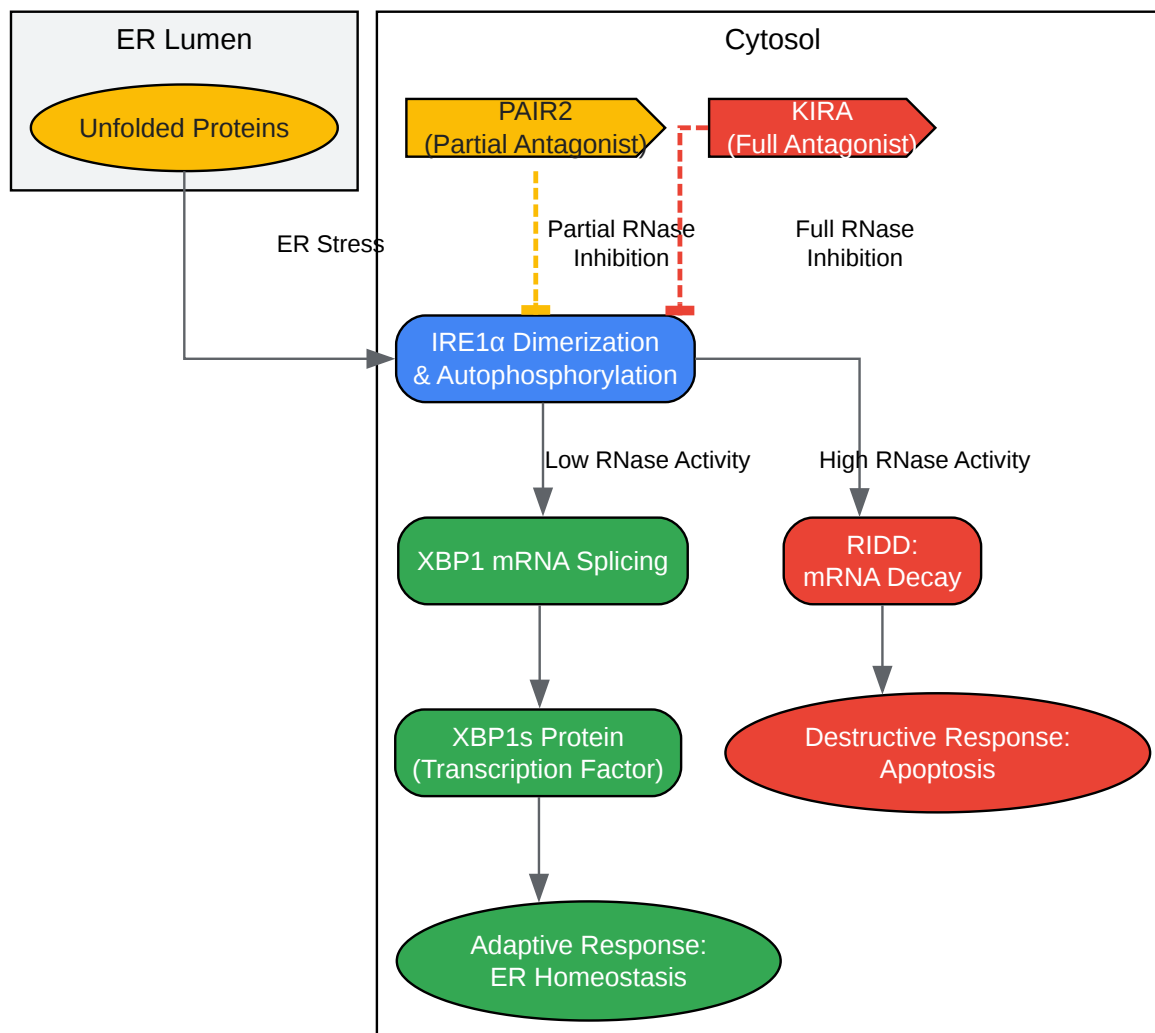 ER Lumen
Cytosol
Unfolded Proteins
PAIR2
(Partial Antagonist)
KIRA
(Full Antagonist)
ER Stress
Partial RNase
Inhibition
Full RNase
Inhibition
IRE1α Dimerization
& Autophosphorylation
Low RNase Activity
High RNase Activity
XBP1 mRNA Splicing
RIDD:
mRNA Decay
XBP1s Protein
(Transcription Factor)
Destructive Response:
Apoptosis
Adaptive Response:
ER Homeostasis